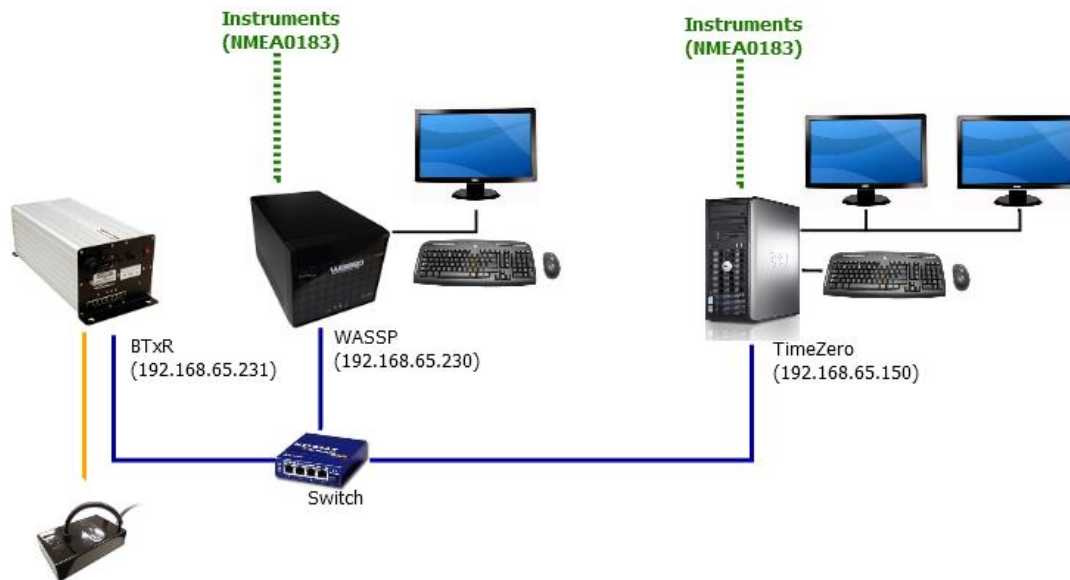 Instruments
(NMEA0183)
Instruments
(NMEA0183)
WASSP
BTxR
(192.168.65.231)
WASSP
(192.168.65.230)
TimeZero
(192.168.65.150)
Switch